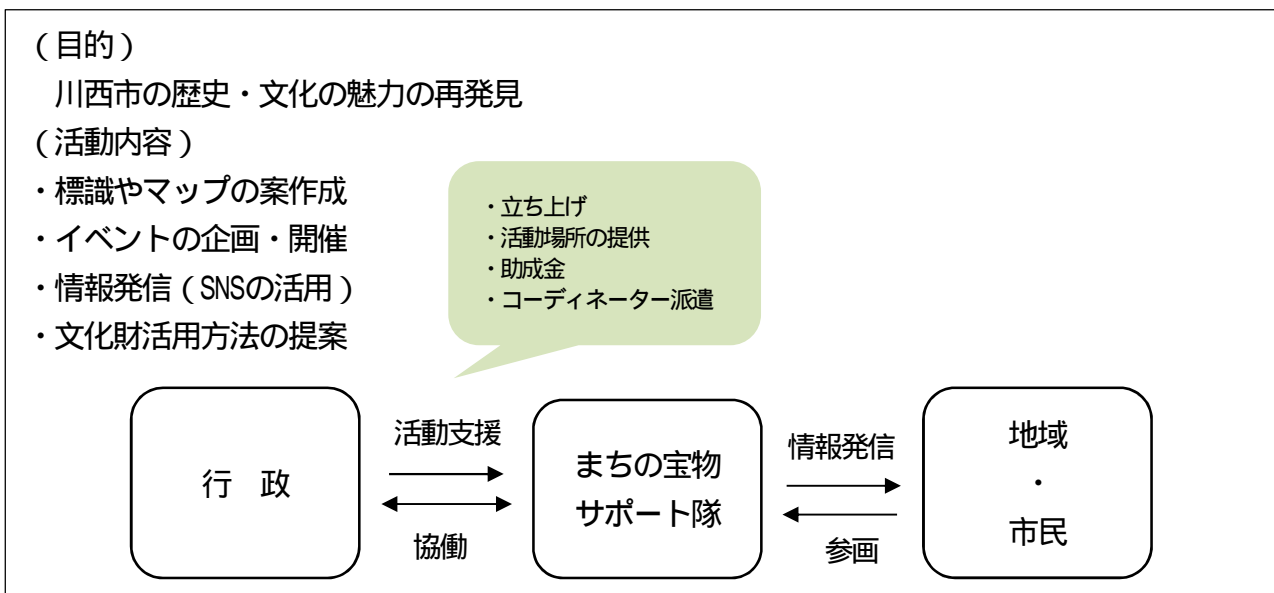 （目的）
川西市の歴史・文化の魅力の再発見
（活動内容）
・標識やマップの案作成
・イベントの企画・開催
・情報発信（SNSの活用）
・文化財活用方法の提案
・立ち上げ
・活動場所の提供
・助成金
・コーディネーター派遣
行　政
活動支援
協働
まちの宝物
サポート隊
情報発信
参画
地域
・
市民